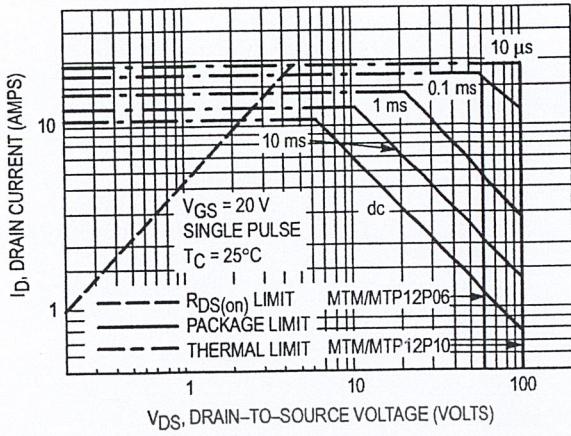 I_D, DRAIN CURRENT (AMPS)
10
1
10 µs
0.1 ms
1 ms
10 ms
dc
V_GS = 20 V
SINGLE PULSE
T_C = 25°C
R_DS(on) LIMIT MTM/MTP12P06
PACKAGE LIMIT
THERMAL LIMIT MTM/MTP12P10
1 10 100
V_DS, DRAIN–TO–SOURCE VOLTAGE (VOLTS)